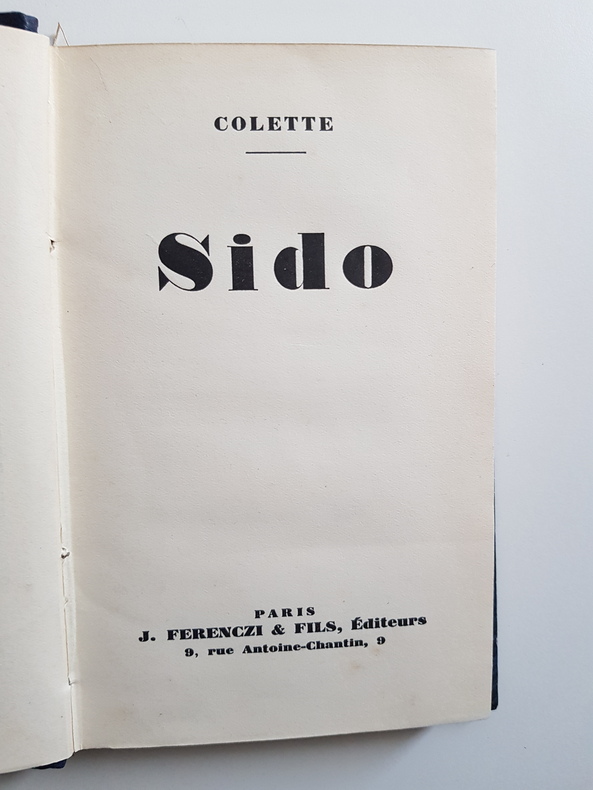 COLETTE
Sido
PARIS
J. FERENCZI & FILS, Éditeurs
9, rue Antoine-Chantin, 9